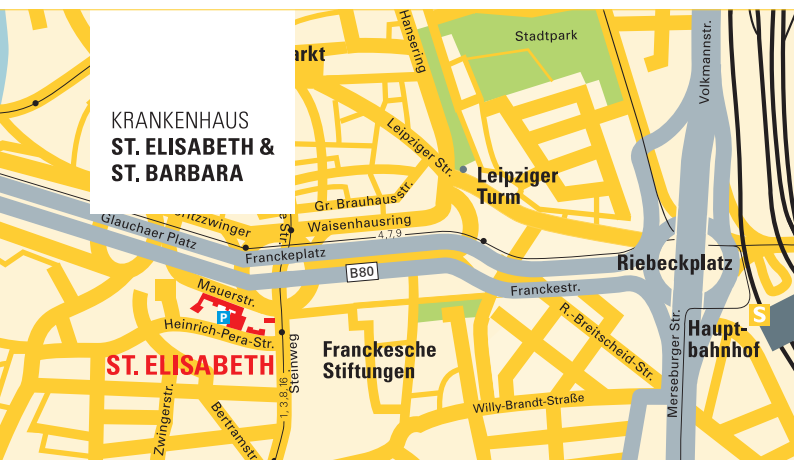 Hansering
Stadtpark
Volkmannstr.
arkt
KRANKENHAUS
ST. ELISABETH &
ST. BARBARA
Leipziger Str.
Leipziger
Turm
Gr. Brauhausstr.
Waisenhausring
4,7,9
Glauchaer Platz
Franckeplatz
B80
Riebeckplatz
Franckestr.
Mauerstr.
P
Heinrich-Pera-Str.
ST. ELISABETH
Steinweg
1, 3, 8, 16
Franckesche
Stiftungen
R.-Breitscheid-Str.
Merseburger Str.
S
Haupt-
bahnhof
Willy-Brandt-Straße
Zwingerstr.
Bertramstr.